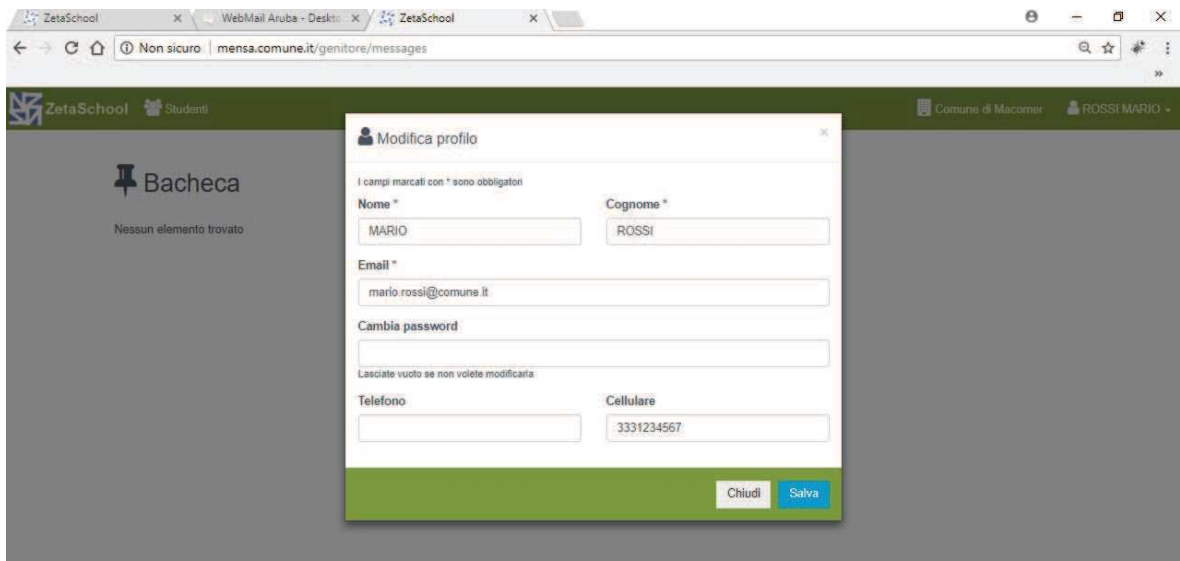 ZetaSchool
WebMail Aruba - Deskto
ZetaSchool
Non sicuro mensa.comune.it/genitore/messages
ZetaSchool Studenti Comune di Macomer ROSSI MARIO
Modifica profilo
Bacheca
Nessun elemento trovato
I campi marcati con * sono obbligatori
Nome * Cognome *
MARIO ROSSI
Email *
mario.rossi@comune.it
Cambia password
Lasciate vuoto se non volete modificarla
Telefono Cellulare
3331234567
Chiudi Salva